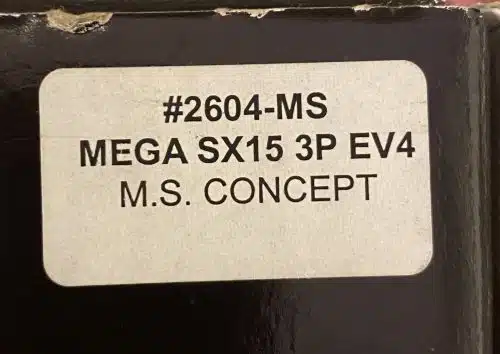 #2604-MS
MEGA SX15 3P EV4
M.S. CONCEPT